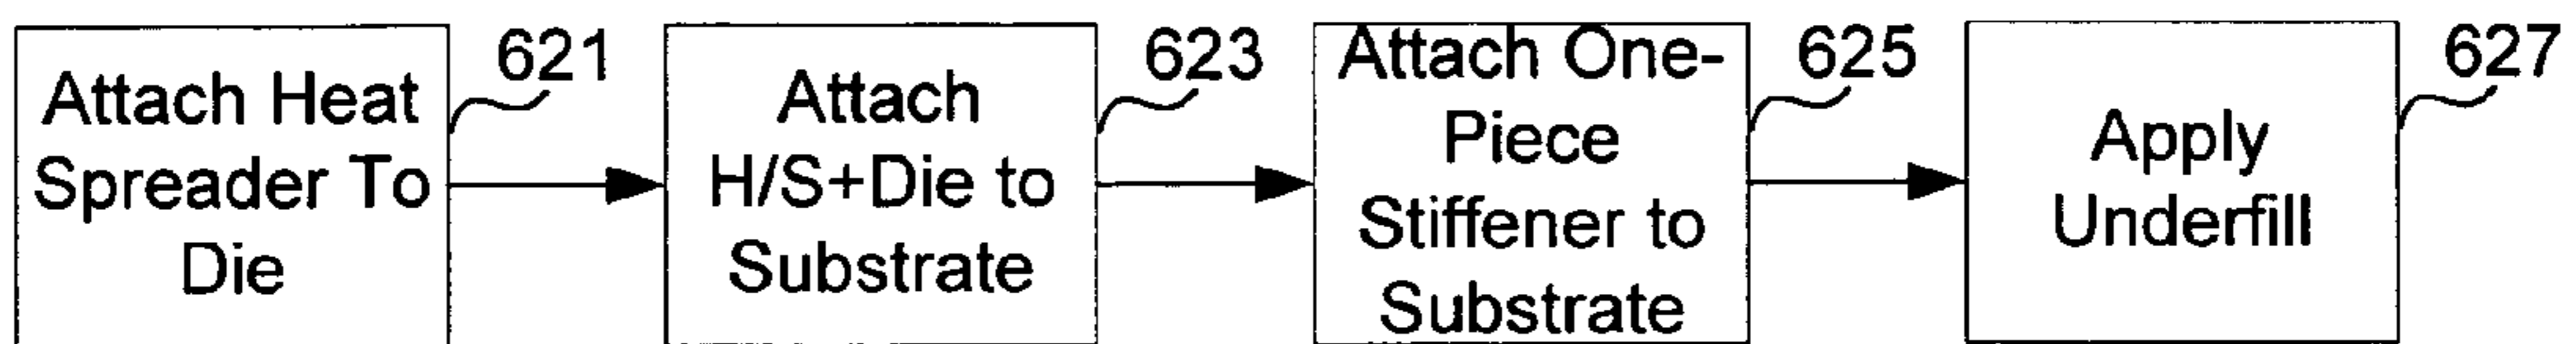 Attach Heat
Spreader To
Die
621
Attach
H/S+Die to
Substrate
623
Attach One-
Piece
Stiffener to
Substrate
625
Apply
Underfill
627